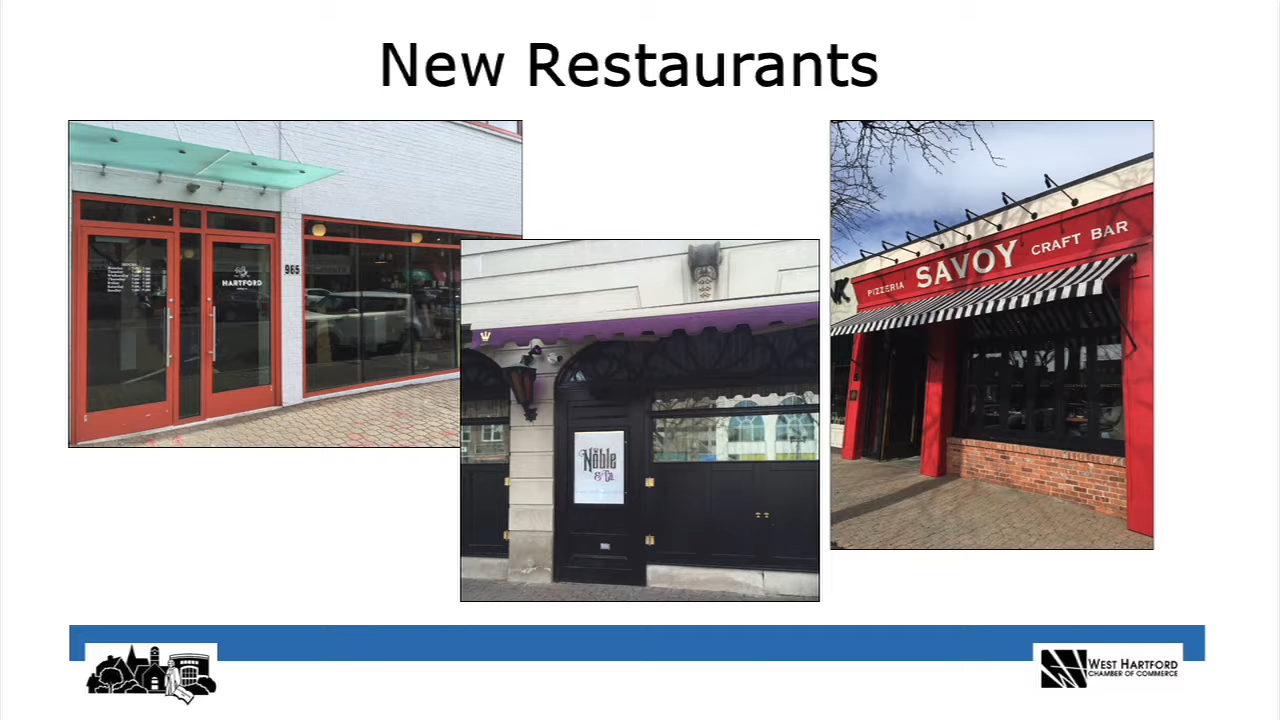 New Restaurants
HARTFORD
965
Noble
& Co.
PIZZERIA SAVOY CRAFT BAR
WEST HARTFORD
CHAMBER OF COMMERCE